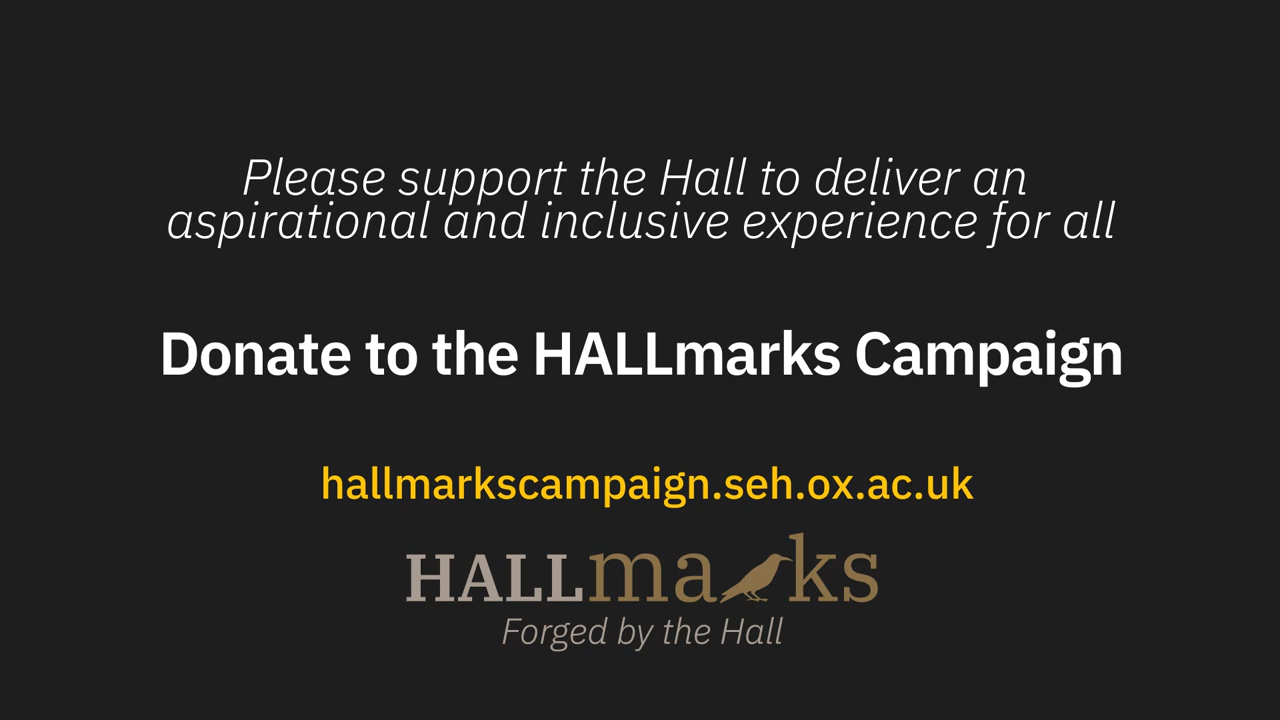 Please support the Hall to deliver an
aspirational and inclusive experience for all
Donate to the HALLmarks Campaign
hallmarkscampaign.seh.ox.ac.uk
HALLmarks
Forged by the Hall